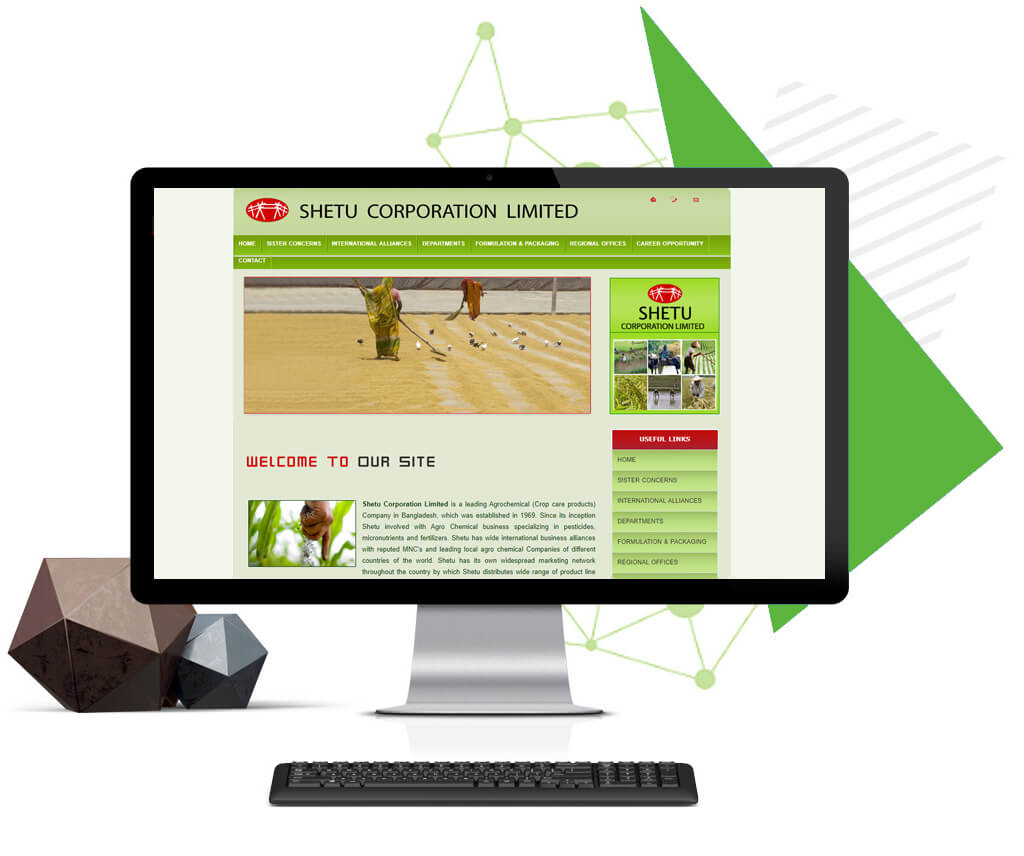 SHETU CORPORATION LIMITED
HOME SISTER CONCERNS INTERNATIONAL ALLIANCES DEPARTMENTS FORMULATION & PACKAGING REGIONAL OFFICES CAREER OPPORTUNITY
CONTACT
SHETU
CORPORATION LIMITED
WELCOME TO OUR SITE
Shetu Corporation Limited is a leading Agrochemical (Crop care products)
Company in Bangladesh, which was established in 1969. Since its inception
Shetu involved with Agro Chemical business specializing in pesticides,
micronutrients and fertilizers. Shetu has wide international business alliances
with reputed MNC's and leading local agro chemical Companies of different
countries of the world. Shetu has its own widespread marketing network
throughout the country by which Shetu distributes wide range of product line
USEFUL LINKS
HOME
SISTER CONCERNS
INTERNATIONAL ALLIANCES
DEPARTMENTS
FORMULATION & PACKAGING
REGIONAL OFFICES